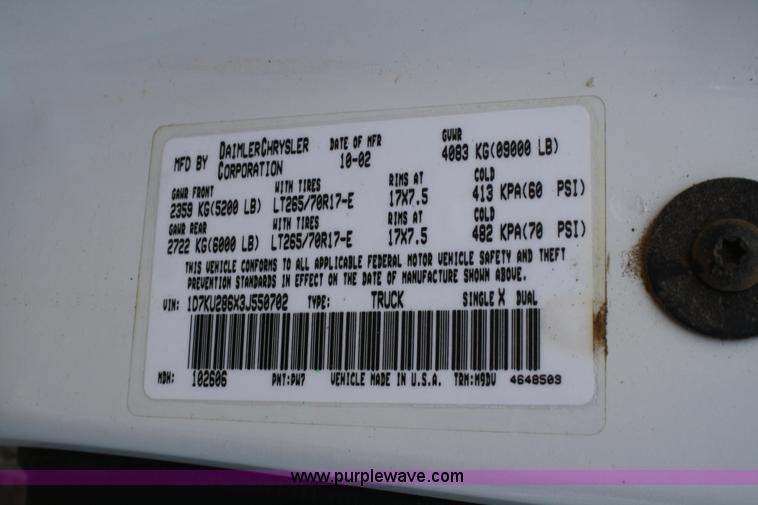 MFD BY DAIMLERCHRYSLER CORPORATION DATE OF MFR 10-02 GVWR 4083 KG(09000 LB)
GAWR FRONT WITH TIRES RIMS AT COLD
2359 KG(5200 LB) LT265/70R17-E 17X7.5 413 KPA(60 PSI)
GAWR REAR WITH TIRES RIMS AT COLD
2722 KG(6000 LB) LT265/70R17-E 17X7.5 482 KPA(70 PSI)
THIS VEHICLE CONFORMS TO ALL APPLICABLE FEDERAL MOTOR VEHICLE SAFETY AND THEFT
PREVENTION STANDARDS IN EFFECT ON THE DATE OF MANUFACTURE SHOWN ABOVE.
VIN: 1D7KU286X3J550702 TYPE: TRUCK SINGLE X DUAL
MDH: 102606 PNT:PW7 VEHICLE MADE IN U.S.A. TRM:M9DV 4648503
www.purplewave.com